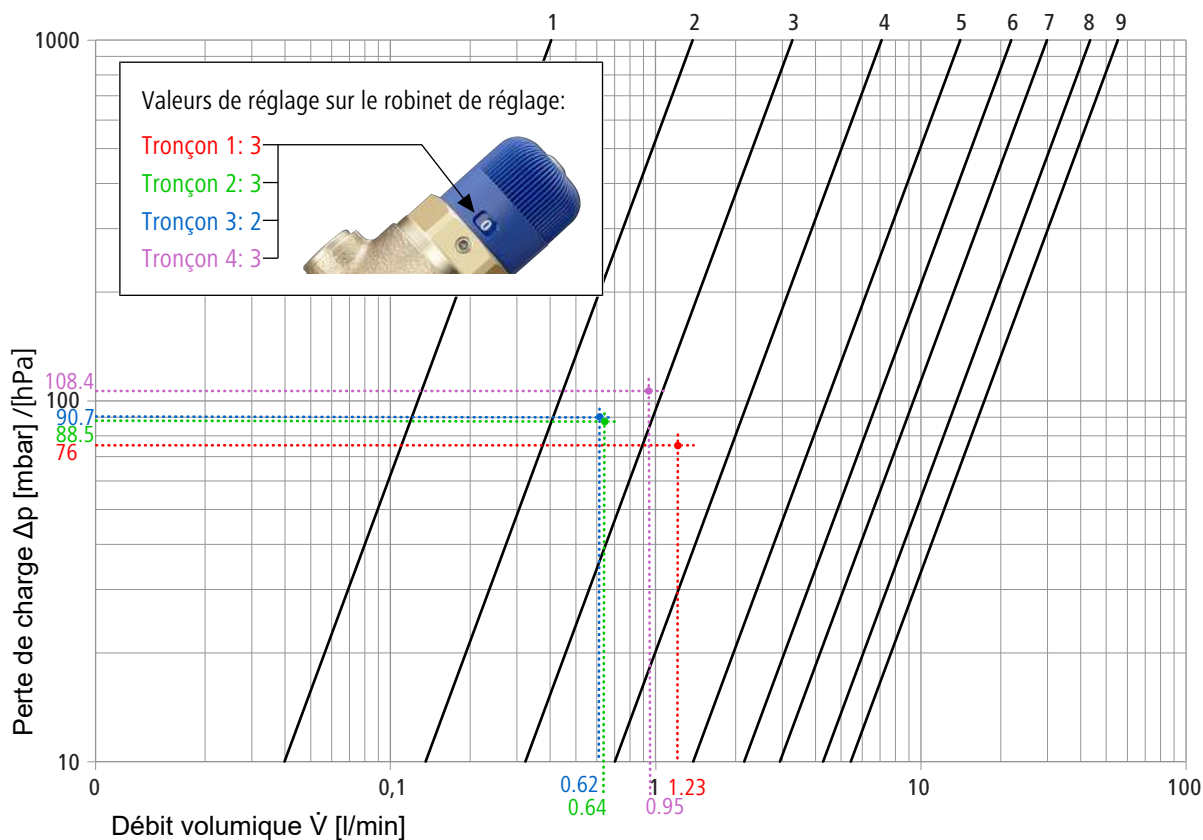 1 2 3 4 5 6 7 8 9
1000
Valeurs de réglage sur le robinet de réglage:
Tronçon 1: 3
Tronçon 2: 3
Tronçon 3: 2
Tronçon 4: 3
0
Perte de charge Δp [mbar] /[hPa]
108.4
100
90.7
88.5
76
10
0 0,1 0.62 1 1.23 10 100
0.64 0.95
Débit volumique V̇ [l/min]